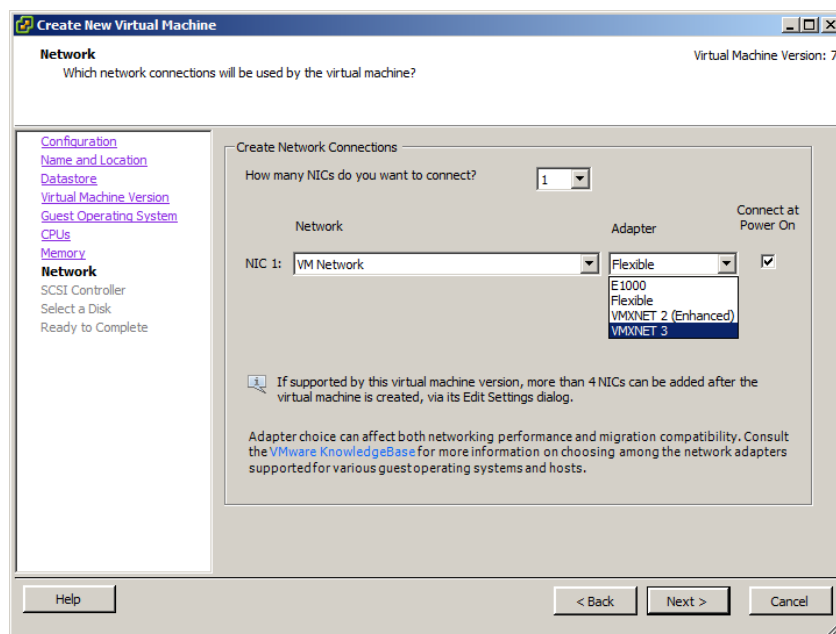 Create New Virtual Machine
Network
Which network connections will be used by the virtual machine?
Virtual Machine Version: 7
Configuration
Name and Location
Datastore
Virtual Machine Version
Guest Operating System
CPUs
Memory
Network
SCSI Controller
Select a Disk
Ready to Complete
Create Network Connections
How many NICs do you want to connect?
1
Network
Adapter
Connect at
Power On
NIC 1:
VM Network
Flexible
E1000
Flexible
VMXNET 2 (Enhanced)
VMXNET 3
If supported by this virtual machine version, more than 4 NICs can be added after the
virtual machine is created, via its Edit Settings dialog.
Adapter choice can affect both networking performance and migration compatibility. Consult
the VMware KnowledgeBase for more information on choosing among the network adapters
supported for various guest operating systems and hosts.
Help
< Back
Next >
Cancel